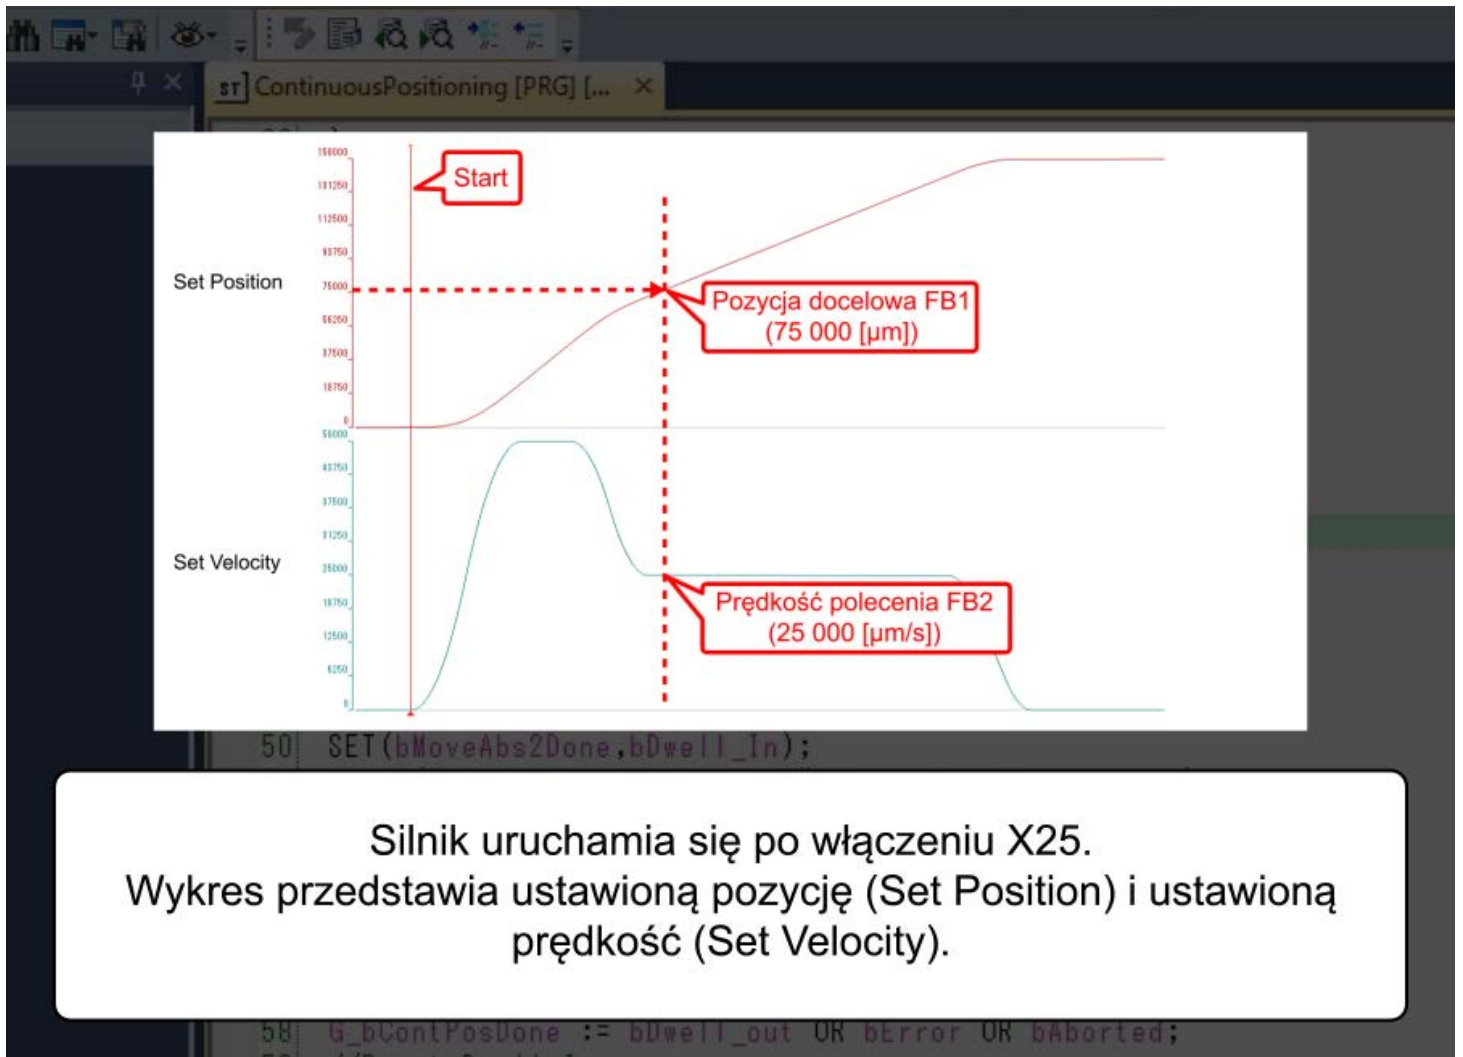 ST ContinuousPositioning [PRG] [...
150000
131250
Start
112500
93750
Set Position
75000
Pozycja docelowa FB1
(75 000 [μm])
56250
37500
18750
0
50000
43750
37500
31250
Set Velocity
25000
Prędkość polecenia FB2
(25 000 [μm/s])
18750
12500
6250
0
50 SET(bMoveAbs2Done,bDwell_In);
Silnik uruchamia się po włączeniu X25.
Wykres przedstawia ustawioną pozycję (Set Position) i ustawioną
prędkość (Set Velocity).
58 G_bContPosDone := bDwell_out OR bError OR bAborted;